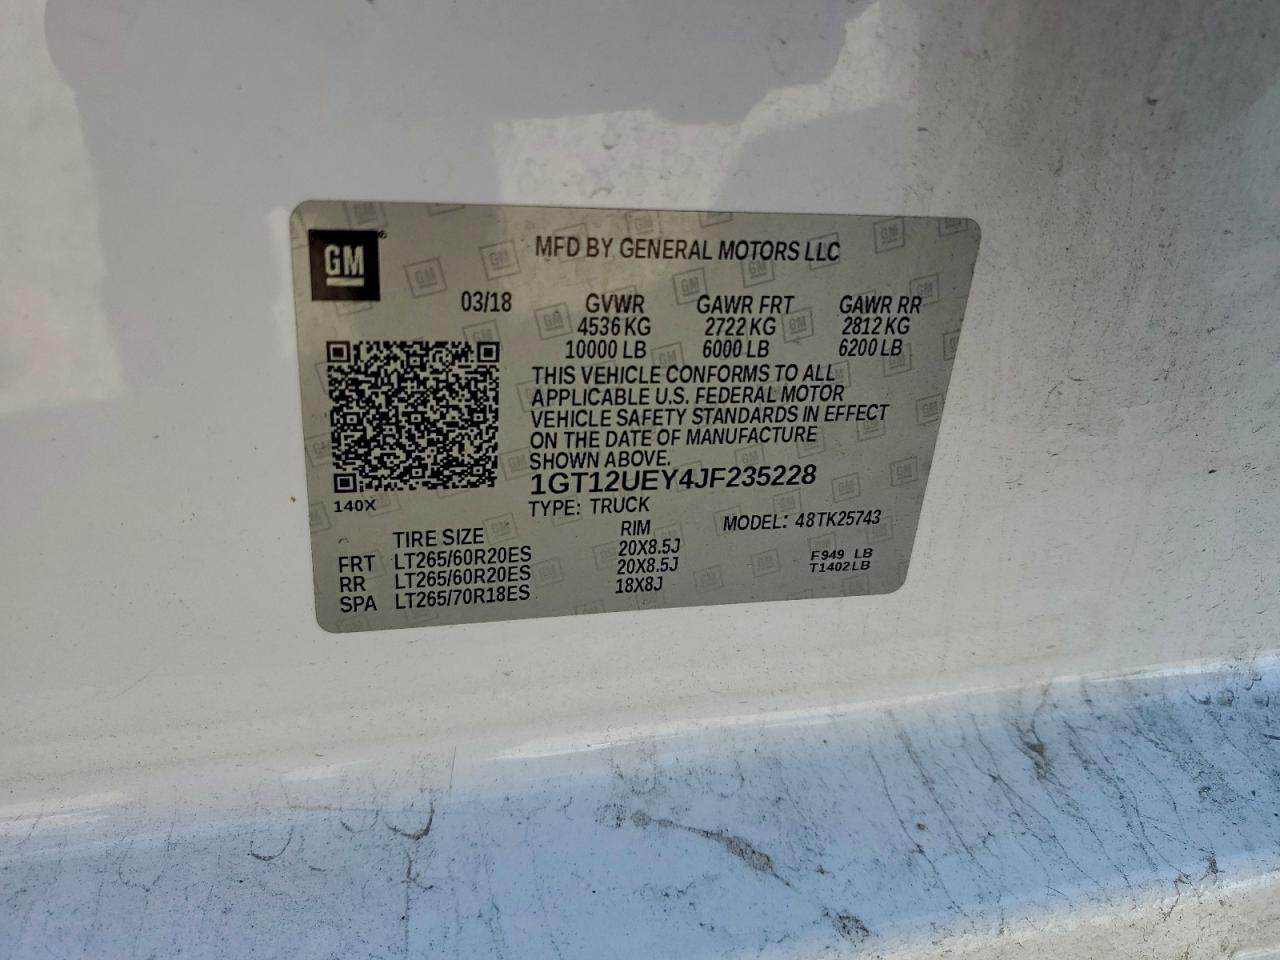 GM®
MFD BY GENERAL MOTORS LLC
03/18 GVWR GAWR FRT GAWR RR
4536 KG 2722 KG 2812 KG
10000 LB 6000 LB 6200 LB
THIS VEHICLE CONFORMS TO ALL
APPLICABLE U.S. FEDERAL MOTOR
VEHICLE SAFETY STANDARDS IN EFFECT
ON THE DATE OF MANUFACTURE
SHOWN ABOVE.
1GT12UEY4JF235228
140X
TYPE: TRUCK
MODEL: 48TK25743
TIRE SIZE RIM
FRT LT265/60R20ES 20X8.5J
RR LT265/60R20ES 20X8.5J
SPA LT265/70R18ES 18X8J
F949 LB
T1402LB